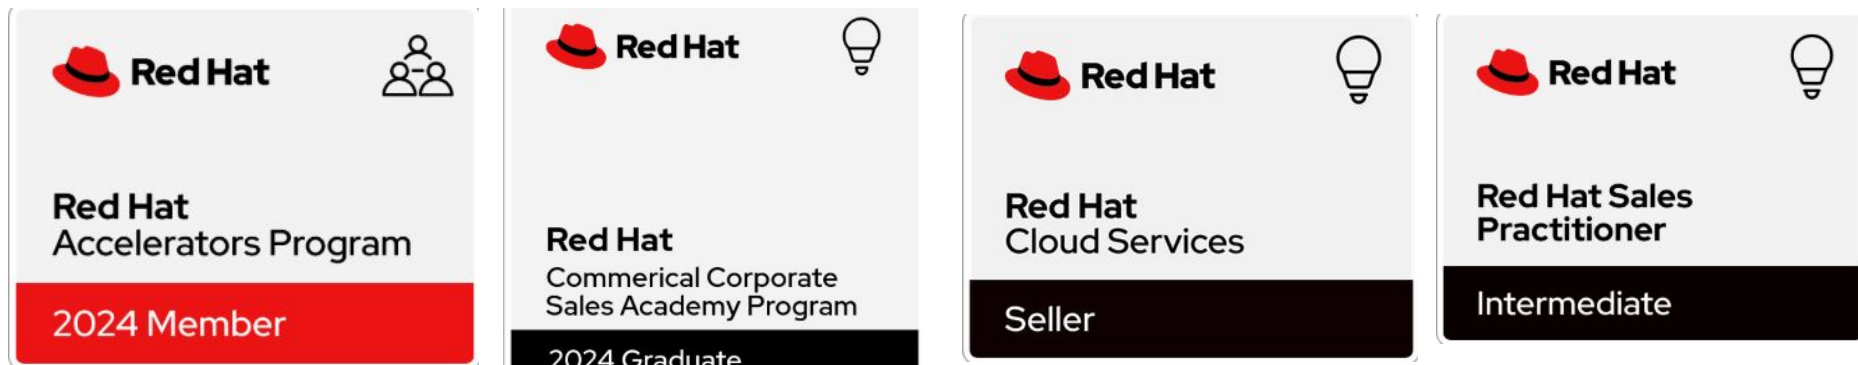 Red Hat
Red Hat
Accelerators Program
2024 Member
Red Hat
Red Hat
Commerical Corporate
Sales Academy Program
2024 Graduate
Red Hat
Red Hat
Cloud Services
Seller
Red Hat
Red Hat Sales
Practitioner
Intermediate